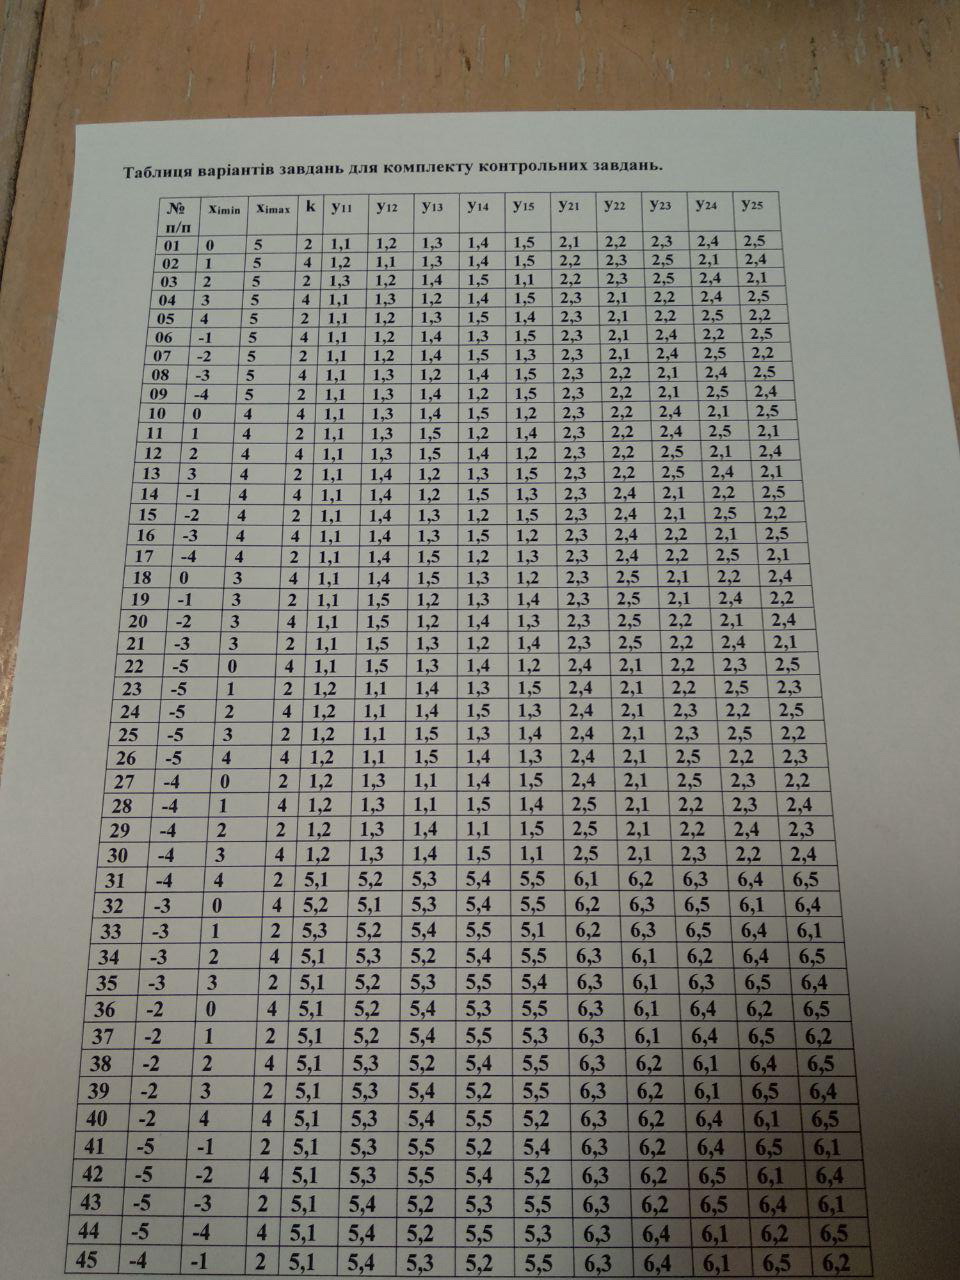 Таблиця варіантів завдань для комплекту контрольних завдань.
№ п/п ximin ximax k y11 y12 y13 y14 y15 y21 y22 y23 y24 y25
01 0 5 2 1,1 1,2 1,3 1,4 1,5 2,1 2,2 2,3 2,4 2,5
02 1 5 4 1,2 1,1 1,3 1,4 1,5 2,2 2,3 2,5 2,1 2,4
03 2 5 2 1,3 1,2 1,4 1,5 1,1 2,2 2,3 2,5 2,4 2,1
04 3 5 4 1,1 1,3 1,2 1,4 1,5 2,3 2,1 2,2 2,4 2,5
05 4 5 2 1,1 1,2 1,3 1,5 1,4 2,3 2,1 2,2 2,5 2,2
06 -1 5 4 1,1 1,2 1,4 1,3 1,5 2,3 2,1 2,4 2,2 2,5
07 -2 5 2 1,1 1,2 1,4 1,5 1,3 2,3 2,1 2,4 2,5 2,2
08 -3 5 4 1,1 1,3 1,2 1,4 1,5 2,3 2,2 2,1 2,4 2,5
09 -4 5 2 1,1 1,3 1,4 1,2 1,5 2,3 2,2 2,1 2,5 2,4
10 0 4 4 1,1 1,3 1,4 1,5 1,2 2,3 2,2 2,4 2,1 2,5
11 1 4 2 1,1 1,3 1,5 1,2 1,4 2,3 2,2 2,4 2,5 2,1
12 2 4 4 1,1 1,3 1,5 1,4 1,2 2,3 2,2 2,5 2,1 2,4
13 3 4 2 1,1 1,4 1,2 1,3 1,5 2,3 2,2 2,5 2,4 2,1
14 -1 4 4 1,1 1,4 1,2 1,5 1,3 2,3 2,4 2,1 2,2 2,5
15 -2 4 2 1,1 1,4 1,3 1,2 1,5 2,3 2,4 2,1 2,5 2,2
16 -3 4 4 1,1 1,4 1,3 1,5 1,2 2,3 2,4 2,2 2,1 2,5
17 -4 4 2 1,1 1,4 1,5 1,2 1,3 2,3 2,4 2,2 2,5 2,1
18 0 3 4 1,1 1,4 1,5 1,3 1,2 2,3 2,5 2,1 2,2 2,4
19 -1 3 2 1,1 1,5 1,2 1,3 1,4 2,3 2,5 2,1 2,4 2,2
20 -2 3 4 1,1 1,5 1,2 1,4 1,3 2,3 2,5 2,2 2,1 2,4
21 -3 3 2 1,1 1,5 1,3 1,2 1,4 2,3 2,5 2,2 2,4 2,1
22 -5 0 4 1,1 1,5 1,3 1,4 1,2 2,4 2,1 2,2 2,3 2,5
23 -5 1 2 1,2 1,1 1,4 1,3 1,5 2,4 2,1 2,2 2,5 2,3
24 -5 2 4 1,2 1,1 1,4 1,5 1,3 2,4 2,1 2,3 2,2 2,5
25 -5 3 2 1,2 1,1 1,5 1,3 1,4 2,4 2,1 2,3 2,5 2,2
26 -5 4 4 1,2 1,1 1,5 1,4 1,3 2,4 2,1 2,5 2,2 2,3
27 -4 0 2 1,2 1,3 1,1 1,4 1,5 2,4 2,1 2,5 2,3 2,2
28 -4 1 4 1,2 1,3 1,1 1,5 1,4 2,5 2,1 2,2 2,3 2,4
29 -4 2 2 1,2 1,3 1,4 1,1 1,5 2,5 2,1 2,2 2,4 2,3
30 -4 3 4 1,2 1,3 1,4 1,5 1,1 2,5 2,1 2,3 2,2 2,4
31 -4 4 2 5,1 5,2 5,3 5,4 5,5 6,1 6,2 6,3 6,4 6,5
32 -3 0 4 5,2 5,1 5,3 5,4 5,5 6,2 6,3 6,5 6,1 6,4
33 -3 1 2 5,3 5,2 5,4 5,5 5,1 6,2 6,3 6,5 6,4 6,1
34 -3 2 4 5,1 5,3 5,2 5,4 5,5 6,3 6,1 6,2 6,4 6,5
35 -3 3 2 5,1 5,2 5,3 5,5 5,4 6,3 6,1 6,3 6,5 6,4
36 -2 0 4 5,1 5,2 5,4 5,3 5,5 6,3 6,1 6,4 6,2 6,5
37 -2 1 2 5,1 5,2 5,4 5,5 5,3 6,3 6,1 6,4 6,5 6,2
38 -2 2 4 5,1 5,3 5,2 5,4 5,5 6,3 6,2 6,1 6,4 6,5
39 -2 3 2 5,1 5,3 5,4 5,2 5,5 6,3 6,2 6,1 6,5 6,4
40 -2 4 4 5,1 5,3 5,4 5,5 5,2 6,3 6,2 6,4 6,1 6,5
41 -5 -1 2 5,1 5,3 5,5 5,2 5,4 6,3 6,2 6,4 6,5 6,1
42 -5 -2 4 5,1 5,3 5,5 5,4 5,2 6,3 6,2 6,5 6,1 6,4
43 -5 -3 2 5,1 5,4 5,2 5,3 5,5 6,3 6,2 6,5 6,4 6,1
44 -5 -4 4 5,1 5,4 5,2 5,5 5,3 6,3 6,4 6,1 6,2 6,5
45 -4 -1 2 5,1 5,4 5,3 5,2 5,5 6,3 6,4 6,1 6,5 6,2